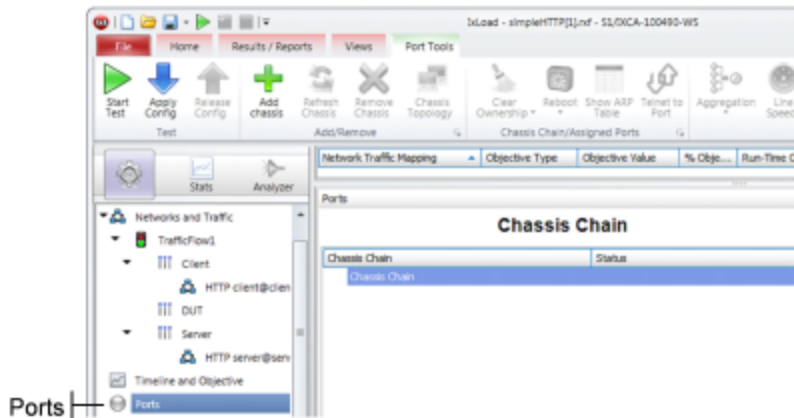 IxLoad - simpleHTTP[1].rxf - S1/IXCA-100490-WS
File Home Results / Reports Views Port Tools
Start Test
Apply Config
Release Config
Add chassis
Refresh Chassis
Remove Chassis
Chassis Topology
Clear Ownership
Reboot
Show ARP Table
Telnet to Port
Aggregation
Line Speed
Test Add/Remove Chassis Chain/Assigned Ports
Stats Analyzer
Network Traffic Mapping Objective Type Objective Value % Obje... Run-Time
Ports
Chassis Chain
Chassis Chain Status
Chassis Chain
Networks and Traffic
TrafficFlow1
Client
HTTP client@clien
DUT
Server
HTTP server@serv
Timeline and Objective
Ports
Ports